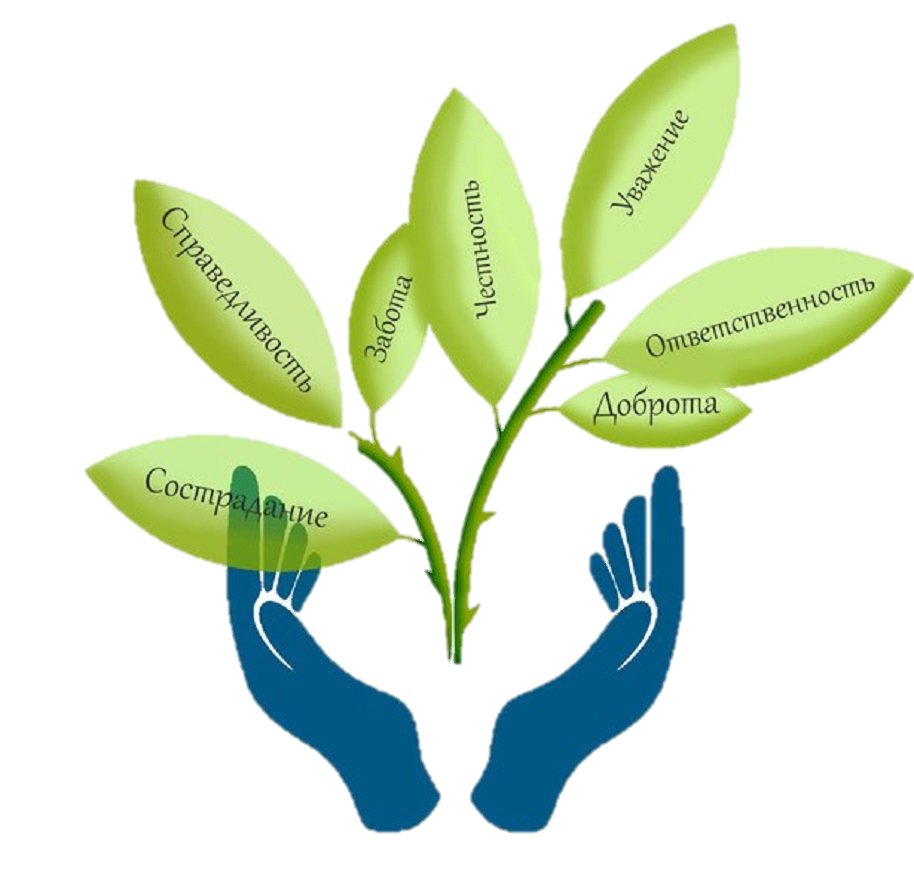 Уважение
Честность
Справедливость
Забота
Ответственность
Доброта
Сострадание